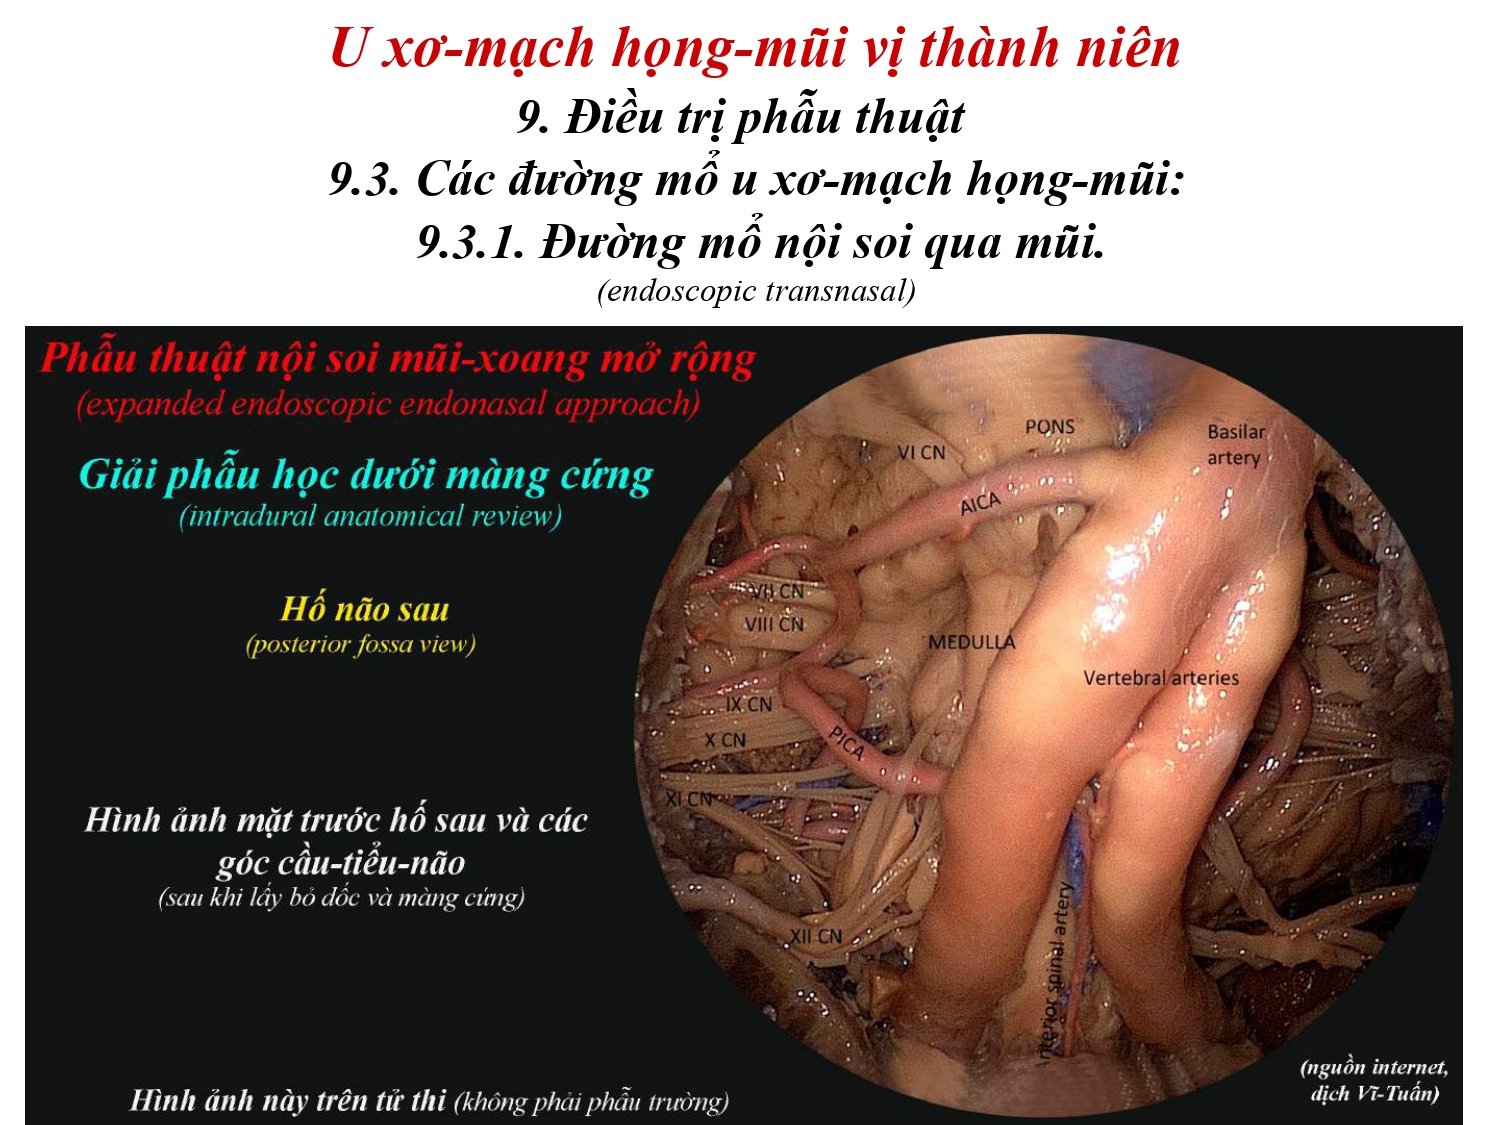 U xơ-mạch họng-mũi vị thành niên
9. Điều trị phẫu thuật
9.3. Các đường mổ u xơ-mạch họng-mũi:
9.3.1. Đường mổ nội soi qua mũi.
(endoscopic transnasal)
Phẫu thuật nội soi mũi-xoang mở rộng
(expanded endoscopic endonasal approach)
Giải phẫu học dưới màng cứng
(intradural anatomical review)
Hố não sau
(posterior fossa view)
Hình ảnh mặt trước hố sau và các
góc cầu-tiểu-não
(sau khi lấy bỏ dốc và màng cứng)
Hình ảnh này trên tử thi (không phải phẫu trường)
PONS
Basilar
artery
VI CN
AICA
VII CN
VIII CN
MEDULLA
Vertebral arteries
IX CN
X CN
PICA
XI CN
XII CN
nterior spinal artery
(nguồn internet,
dịch Vĩ-Tuấn)